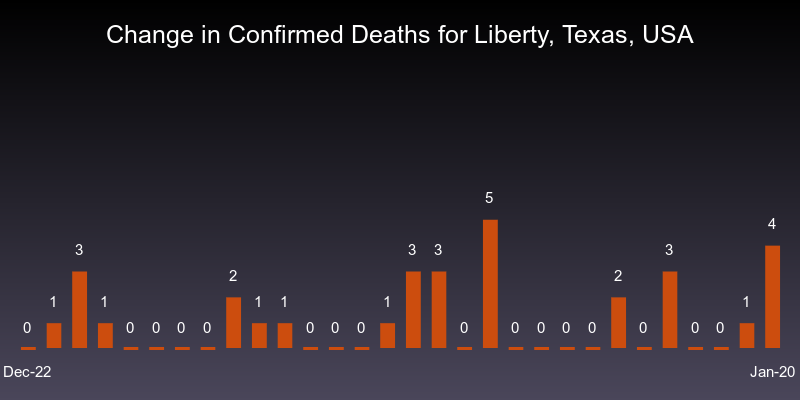 Change in Confirmed Deaths for Liberty, Texas, USA
0 1 3 1 0 0 0 0 2 1 1 0 0 0 1 3 3 0 5 0 0 0 0 2 0 3 0 0 1 4
Dec-22 Jan-20